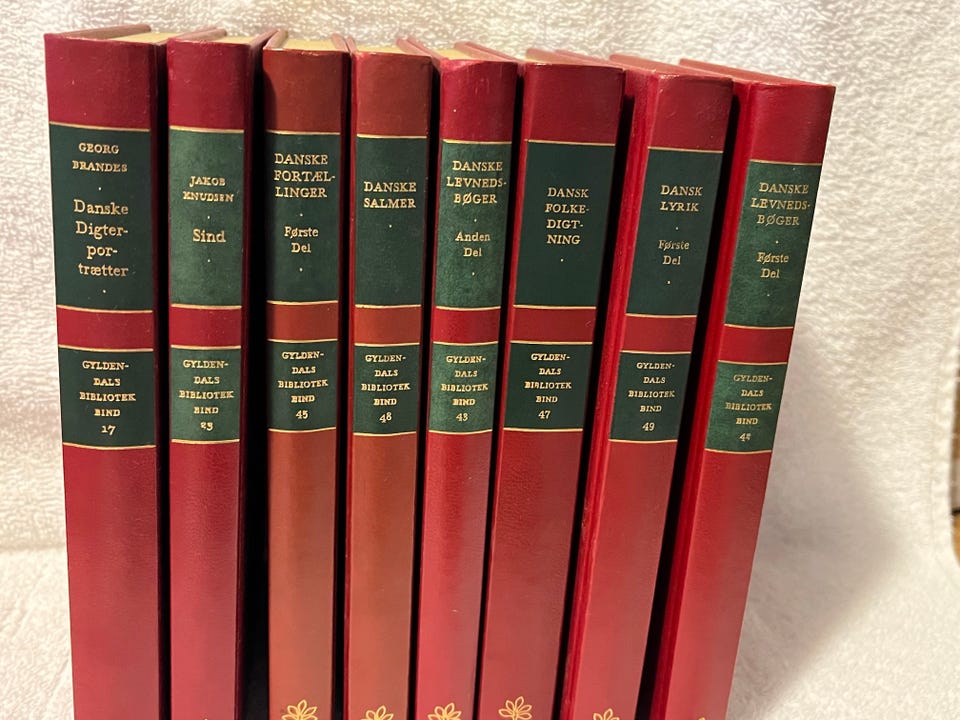 GEORG
BRANDES
Danske
Digter-
por-
trætter
GYLDEN-
DALS
BIBLIOTEK
BIND
17
JAKOB
KNUDSEN
Sind
GYLDEN-
DALS
BIBLIOTEK
BIND
23
DANSKE
FORTÆL-
LINGER
Første
Del
GYLDEN-
DALS
BIBLIOTEK
BIND
45
DANSKE
SALMER
GYLDEN-
DALS
BIBLIOTEK
BIND
48
DANSKE
LEVNEDS-
BØGER
Anden
Del
GYLDEN-
DALS
BIBLIOTEK
BIND
43
DANSK
FOLKE-
DIGT-
NING
GYLDEN-
DALS
BIBLIOTEK
BIND
47
DANSK
LYRIK
Første
Del
GYLDEN-
DALS
BIBLIOTEK
BIND
49
DANSKE
LEVNEDS-
BØGER
Første
Del
GYLDEN-
DALS
BIBLIOTEK
BIND
42